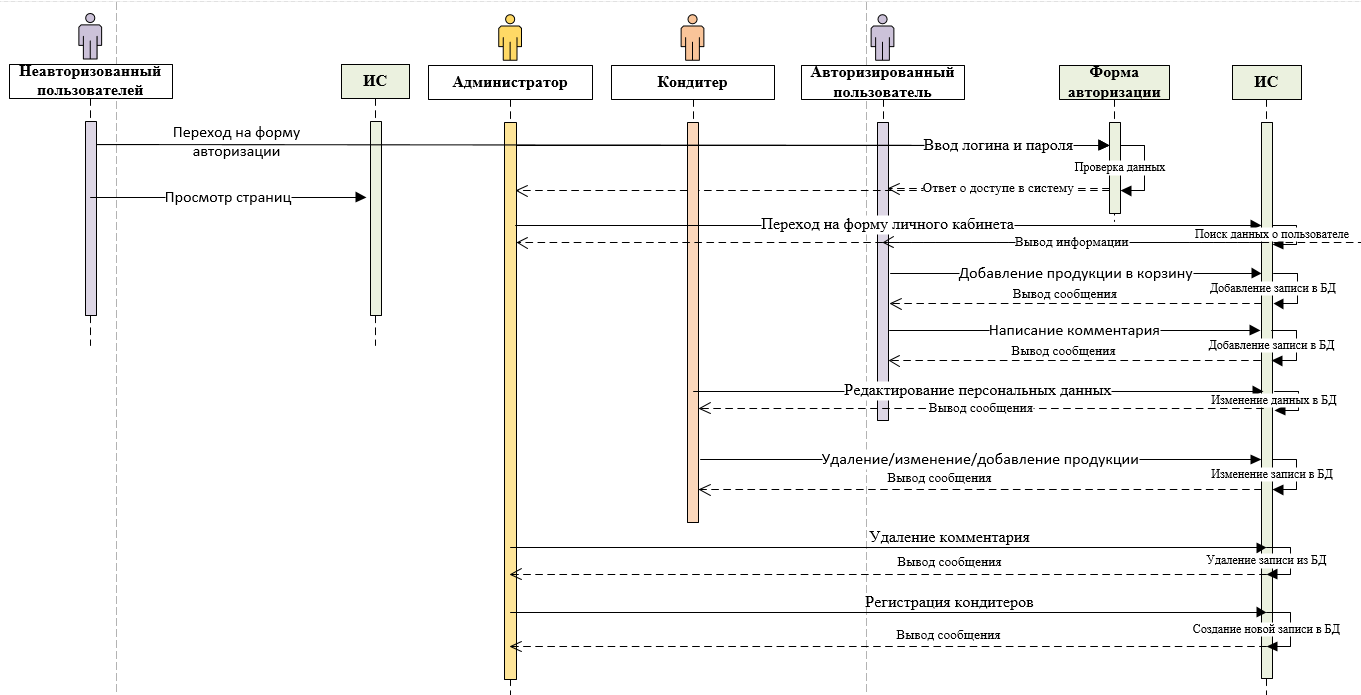 Неавторизованный
пользователей
ИС
Администратор
Кондитер
Авторизированный
пользователь
Форма
авторизации
ИС
Переход на форму
авторизации
Ввод логина и пароля
Проверка данных
Ответ о доступе в систему
Просмотр страниц
Переход на форму личного кабинета
Поиск данных о пользователе
Вывод информации
Добавление продукции в корзину
Добавление записи в БД
Вывод сообщения
Написание комментария
Добавление записи в БД
Вывод сообщения
Редактирование персональных данных
Изменение данных в БД
Вывод сообщения
Удаление/изменение/добавление продукции
Изменение записи в БД
Вывод сообщения
Удаление комментария
Удаление записи из БД
Вывод сообщения
Регистрация кондитеров
Создание новой записи в БД
Вывод сообщения